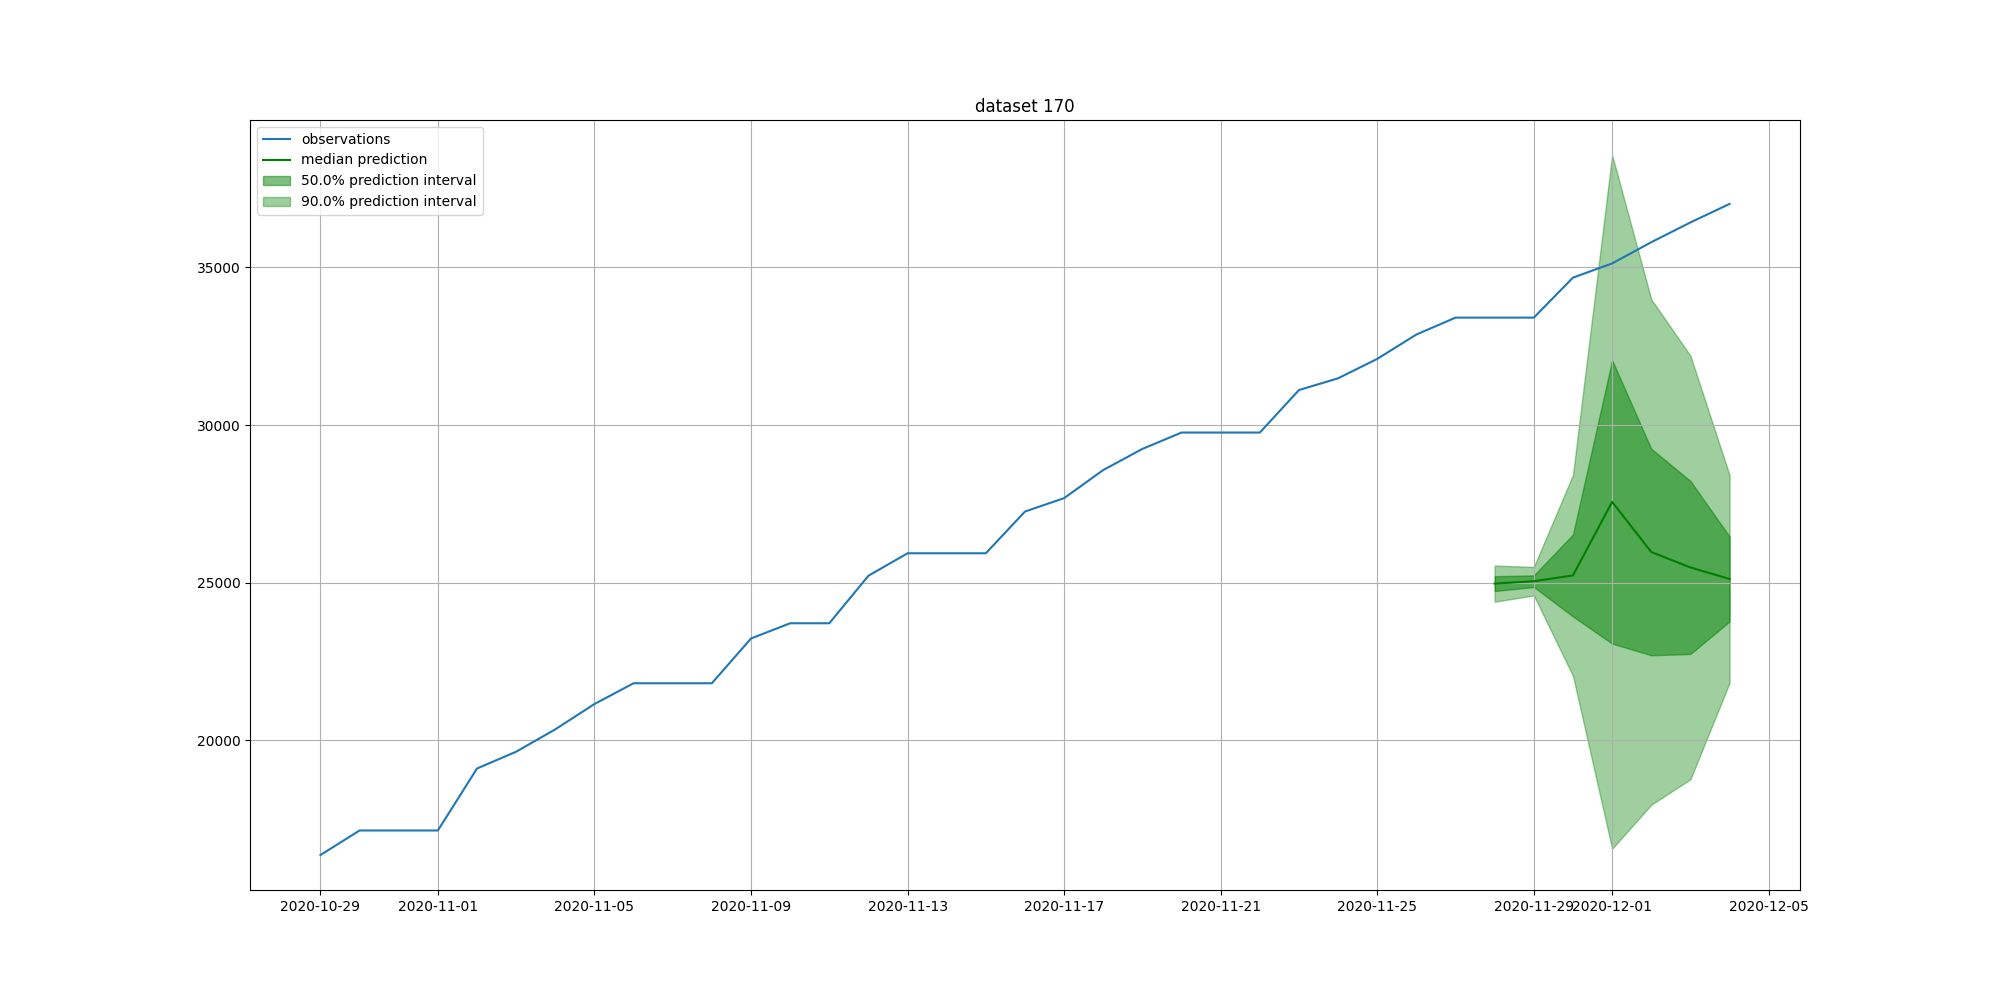 dataset 170
observations
median prediction
50.0% prediction interval
90.0% prediction interval
35000
30000
25000
20000
2020-10-29 2020-11-01 2020-11-05 2020-11-09 2020-11-13 2020-11-17 2020-11-21 2020-11-25 2020-11-29 2020-12-01 2020-12-05